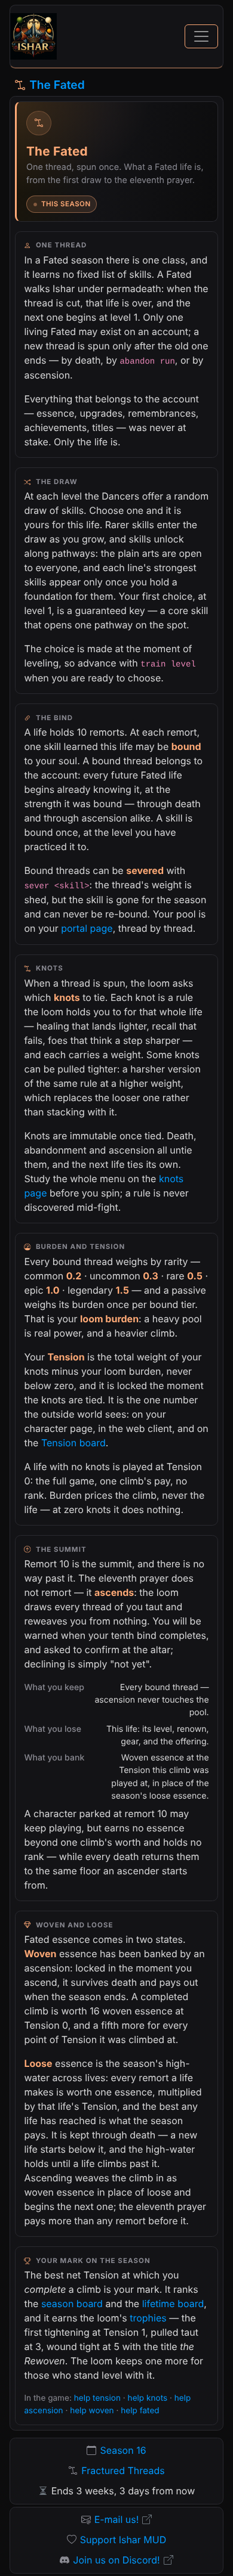 ISHAR
The Fated
The Fated
One thread, spun once. What a Fated life is,
from the first draw to the eleventh prayer.
THIS SEASON
ONE THREAD
In a Fated season there is one class, and
it learns no fixed list of skills. A Fated
walks Ishar under permadeath: when the
thread is cut, that life is over, and the
next one begins at level 1. Only one
living Fated may exist on an account; a
new thread is spun only after the old one
ends — by death, by abandon run, or by
ascension.
Everything that belongs to the account
— essence, upgrades, remembrances,
achievements, titles — was never at
stake. Only the life is.
THE DRAW
At each level the Dancers offer a random
draw of skills. Choose one and it is
yours for this life. Rarer skills enter the
draw as you grow, and skills unlock
along pathways: the plain arts are open
to everyone, and each line's strongest
skills appear only once you hold a
foundation of them. Your first choice, at
level 1, is a guaranteed key — a core skill
that opens one pathway on the spot.
The choice is made at the moment of
leveling, so advance with train level
when you are ready to choose.
THE BIND
A life holds 10 remorts. At each remort,
one skill learned this life may be bound
to your soul. A bound thread belongs to
the account: every future Fated life
begins already knowing it, at the
strength it was bound — through death
and through ascension alike. A skill is
bound once, at the level you have
practiced it to.
Bound threads can be severed with
sever <skill>: the thread's weight is
shed, but the skill is gone for the season
and can never be re-bound. Your pool is
on your portal page, thread by thread.
KNOTS
When a thread is spun, the loom asks
which knots to tie. Each knot is a rule
the loom holds you to for that whole life
— healing that lands lighter, recall that
fails, foes that think a step sharper —
and each carries a weight. Some knots
can be pulled tighter: a harsher version
of the same rule at a higher weight,
which replaces the looser one rather
than stacking with it.
Knots are immutable once tied. Death,
abandonment and ascension all untie
them, and the next life ties its own.
Study the whole menu on the knots
page before you spin; a rule is never
discovered mid-fight.
BURDEN AND TENSION
Every bound thread weighs by rarity —
common 0.2 · uncommon 0.3 · rare 0.5 ·
epic 1.0 · legendary 1.5 — and a passive
weighs its burden once per bound tier.
That is your loom burden: a heavy pool
is real power, and a heavier climb.
Your Tension is the total weight of your
knots minus your loom burden, never
below zero, and it is locked the moment
the knots are tied. It is the one number
the outside world sees: on your
character page, in the web client, and on
the Tension board.
A life with no knots is played at Tension
0: the full game, one climb's pay, no
rank. Burden prices the climb, never the
life — at zero knots it does nothing.
THE SUMMIT
Remort 10 is the summit, and there is no
way past it. The eleventh prayer does
not remort — it ascends: the loom
draws every thread of you taut and
reweaves you from nothing. You will be
warned when your tenth life completes,
and asked to confirm at the altar;
declining is simply "not yet".
What you keep Every bound thread —
ascension never touches the
pool.
What you lose This life: its level, renown,
gear, and the offering.
What you bank Woven essence at the
Tension this climb was
played at, in place of the
season's loose essence.
A character parked at remort 10 may
keep playing, but earns no essence
beyond one climb's worth and holds no
rank — while every death returns them
to the same floor an ascender starts
from.
WOVEN AND LOOSE
Fated essence comes in two states.
Woven essence has been banked by an
ascension: locked in the moment you
ascend, it survives death and pays out
when the season ends. A completed
climb is worth 16 woven essence at
Tension 0, and a fifth more for every
point of Tension it was climbed at.
Loose essence is the season's high-
water across lives: every remort a life
makes is worth one essence, multiplied
by that life's Tension, and the best any
life has reached is what the season
pays. It is kept through death — a new
life starts below it, and the high-water
holds until a life climbs past it.
Ascending weaves the climb in as
woven essence in place of loose and
begins the next one; the eleventh prayer
pays more than any remort before it.
YOUR MARK ON THE SEASON
The best net Tension at which you
complete a climb is your mark. It ranks
the season board and the lifetime board,
and it earns the loom's trophies — the
first tightening at Tension 1, pulled taut
at 3, wound tight at 5 with the title the
Rewoven. The loom keeps one more for
those who stand level with it.
In the game: help tension · help knots · help
ascension · help woven · help fated
Season 16
Fractured Threads
Ends 3 weeks, 3 days from now
E-mail us!
Support Ishar MUD
Join us on Discord!